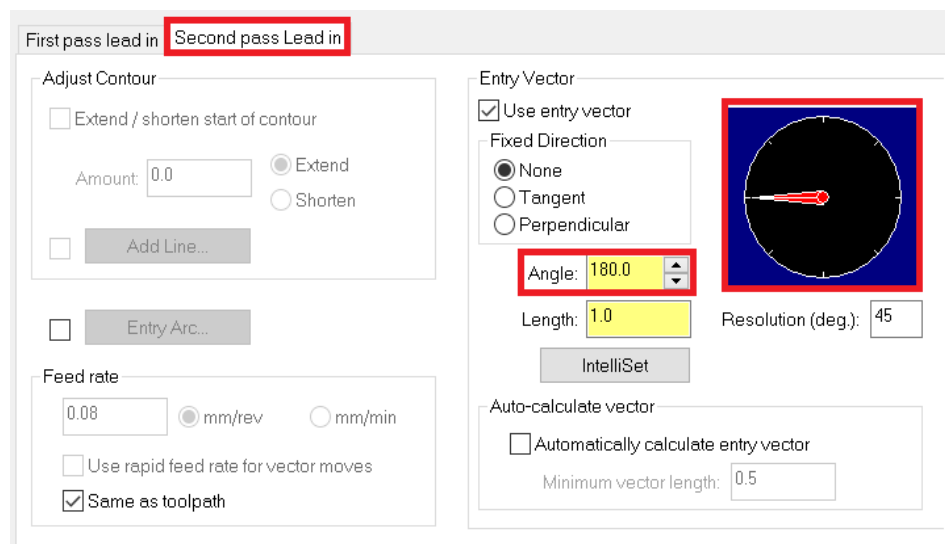 First pass lead in
Second pass Lead in
Adjust Contour
Extend / shorten start of contour
Amount: 0.0
Extend
Shorten
Add Line...
Entry Arc...
Feed rate
0.08
mm/rev
mm/min
Use rapid feed rate for vector moves
Same as toolpath
Entry Vector
Use entry vector
Fixed Direction
None
Tangent
Perpendicular
Angle: 180.0
Length: 1.0
Resolution (deg.): 45
IntelliSet
Auto-calculate vector
Automatically calculate entry vector
Minimum vector length: 0.5